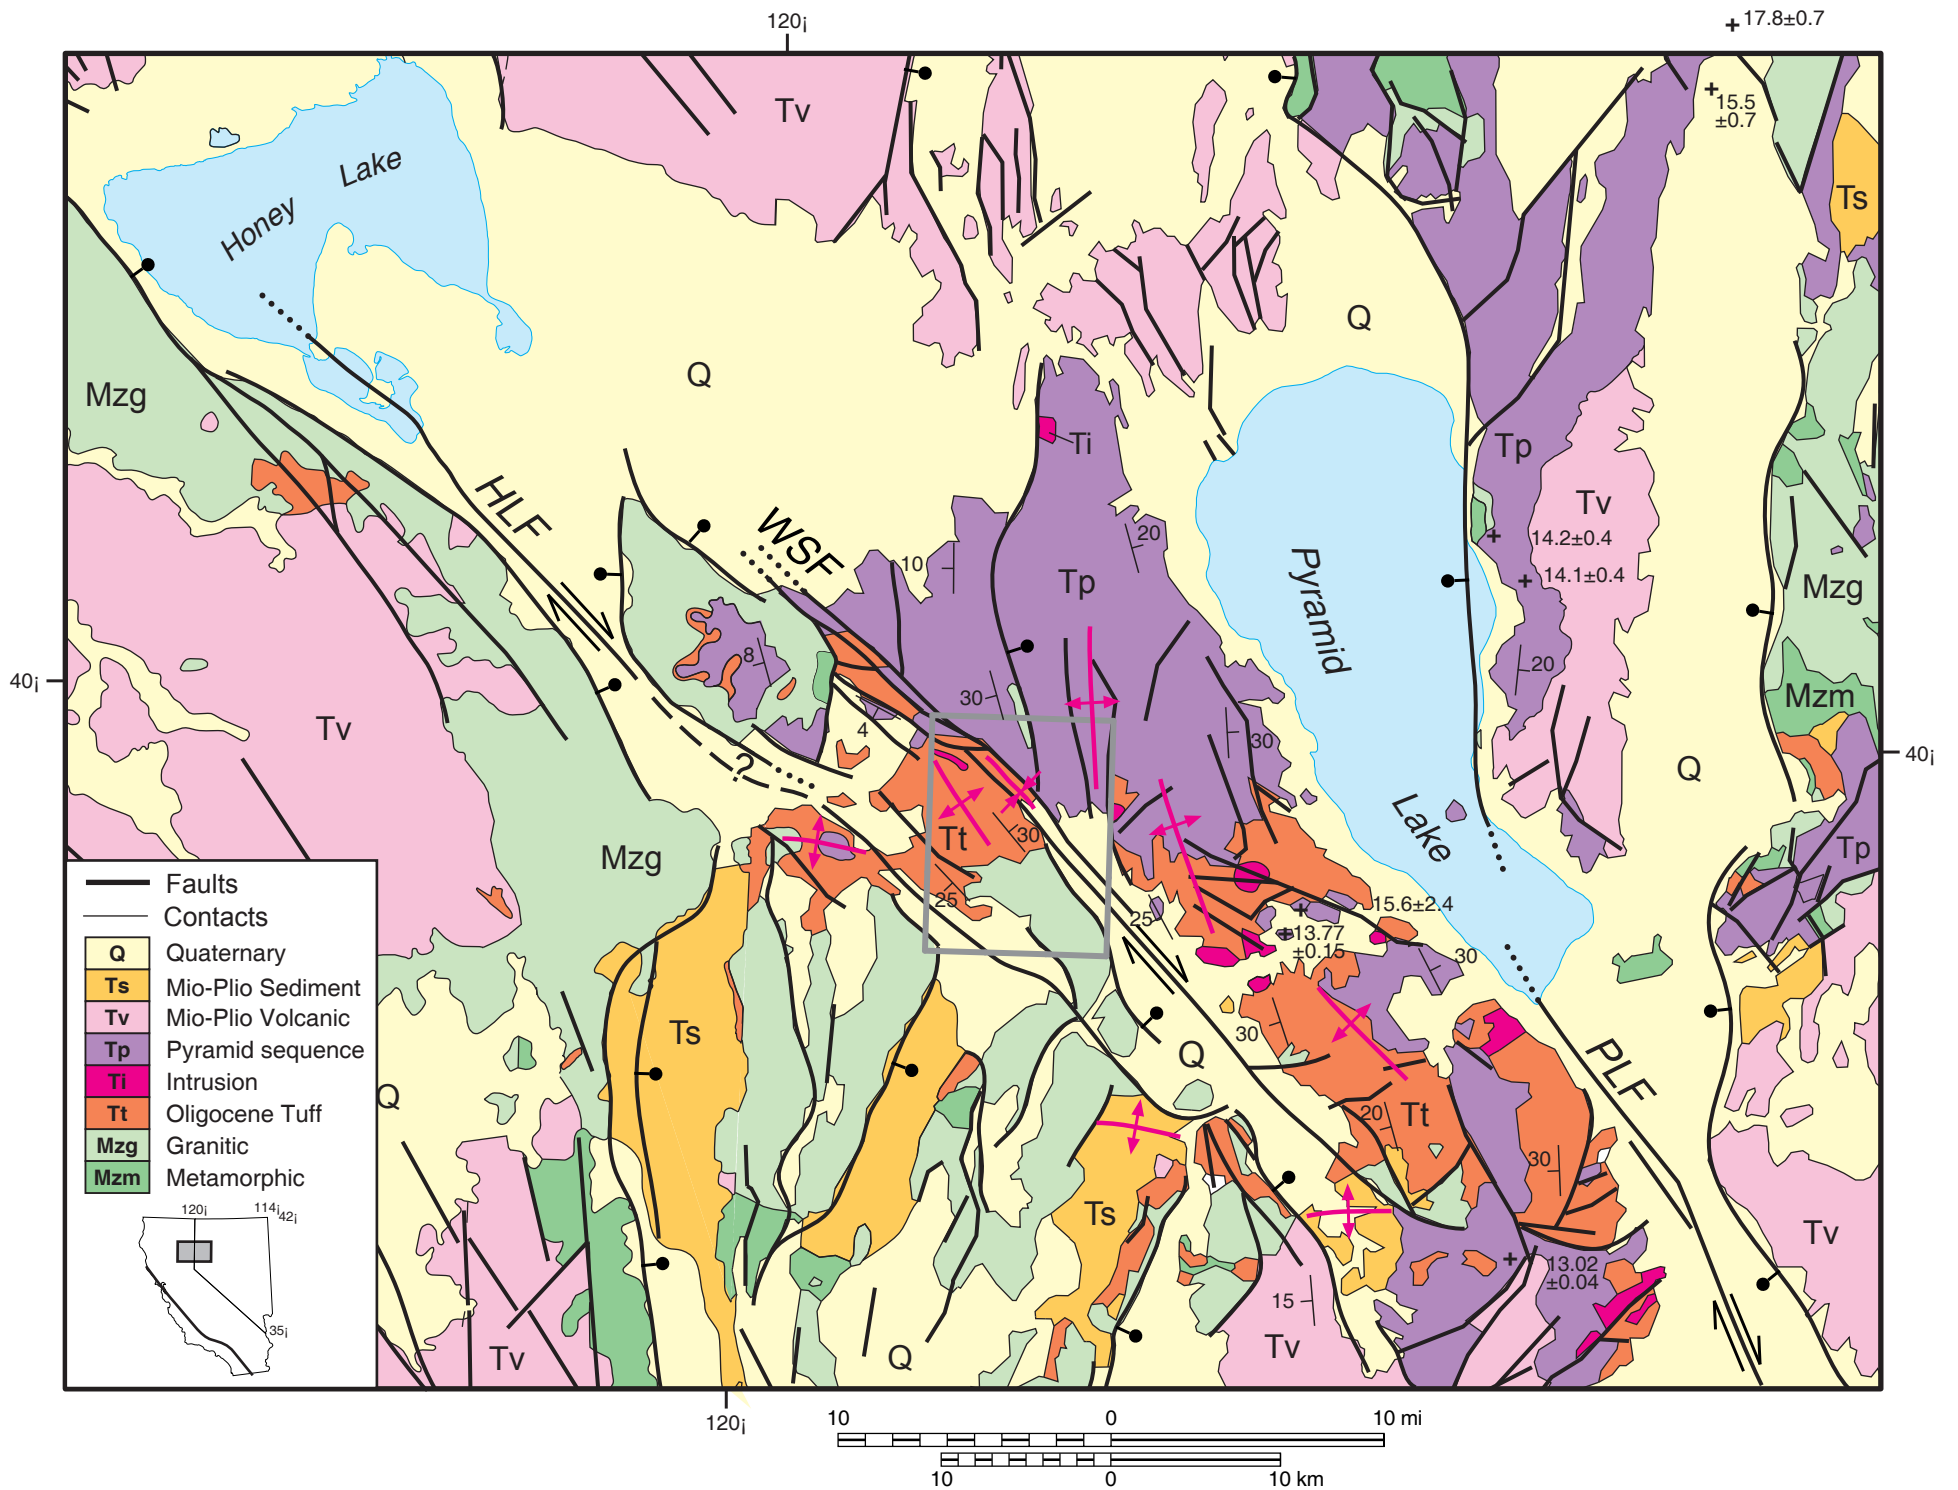 120¡
17.8±0.7
15.5
±0.7
Tv
Ts
Honey Lake
Q
Q
Mzg
Ti
Tp
Tv
HLF
WSF
14.2±0.4
14.1±0.4
20
10
Tp
Pyramid
Mzg
8
20
40¡
30
Mzm
Tv
4
30
40¡
?
Q
Lake
30
Tt
Mzg
Tp
25
25
15.6±2.4
13.77
±0.15
30
Ts
30
Q
PLF
Q
20
Tt
30
Ts
Tv
13.02
±0.04
15
Tv
Q
Tv
Faults
Contacts
Q Quaternary
Ts Mio-Plio Sediment
Tv Mio-Plio Volcanic
Tp Pyramid sequence
Ti Intrusion
Tt Oligocene Tuff
Mzg Granitic
Mzm Metamorphic
120¡ 114¡
42¡
35¡
120¡
10 0 10 mi
10 0 10 km